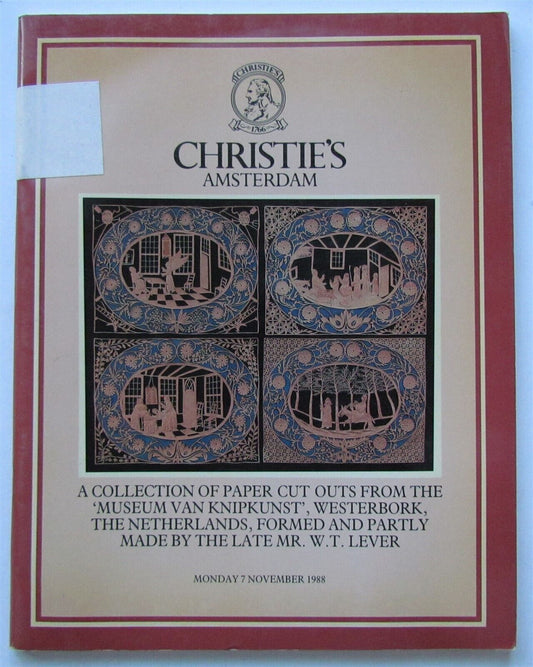 CHRISTIE'S
1766
CHRISTIE'S
AMSTERDAM
A COLLECTION OF PAPER CUT OUTS FROM THE
‘MUSEUM VAN KNIPKUNST’, WESTERBORK,
THE NETHERLANDS, FORMED AND PARTLY
MADE BY THE LATE MR. W.T. LEVER
MONDAY 7 NOVEMBER 1988